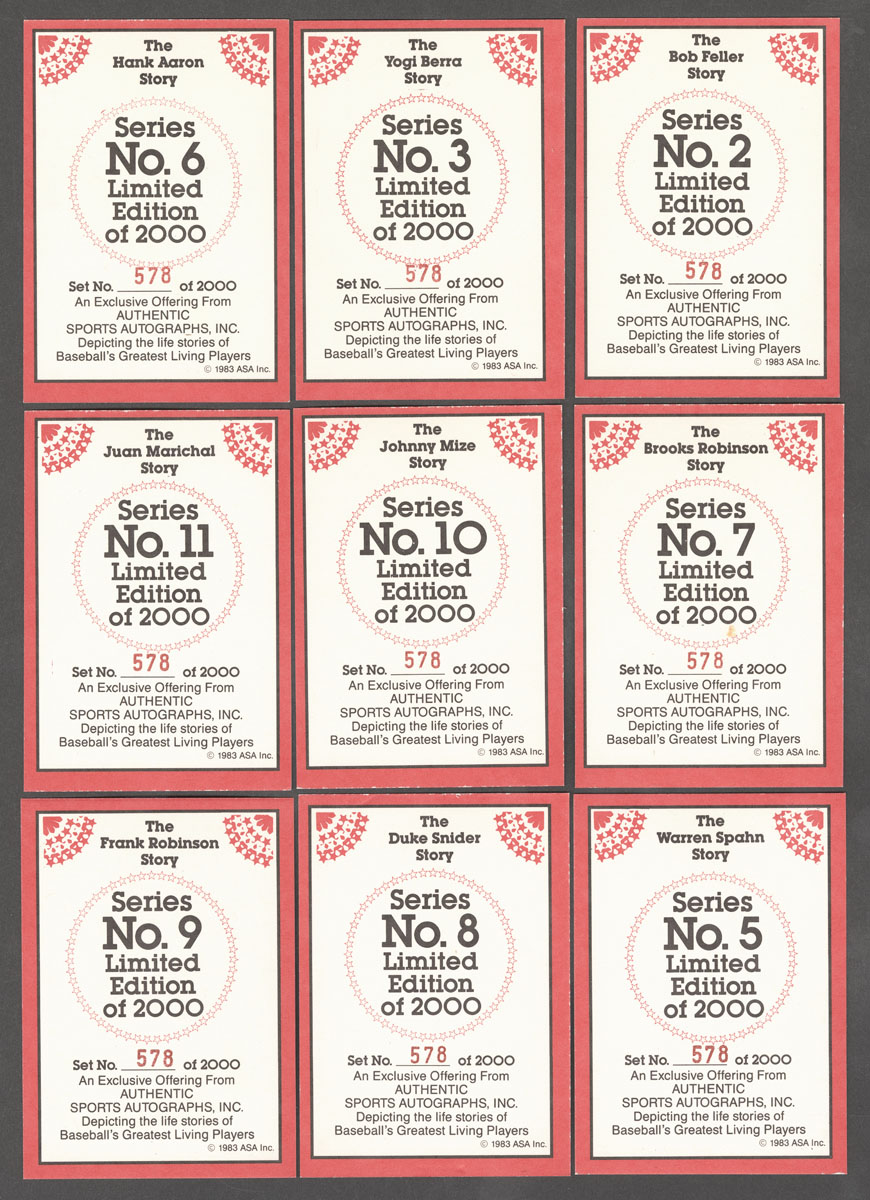 The
Hank Aaron
Story
Series
No. 6
Limited
Edition
of 2000
Set No. 578 of 2000
An Exclusive Offering From
AUTHENTIC
SPORTS AUTOGRAPHS, INC.
Depicting the life stories of
Baseball's Greatest Living Players
© 1983 ASA Inc.
The
Yogi Berra
Story
Series
No. 3
Limited
Edition
of 2000
Set No. 578 of 2000
An Exclusive Offering From
AUTHENTIC
SPORTS AUTOGRAPHS, INC.
Depicting the life stories of
Baseball's Greatest Living Players
© 1983 ASA Inc.
The
Bob Feller
Story
Series
No. 2
Limited
Edition
of 2000
Set No. 578 of 2000
An Exclusive Offering From
AUTHENTIC
SPORTS AUTOGRAPHS, INC.
Depicting the life stories of
Baseball's Greatest Living Players
© 1983 ASA Inc.
The
Juan Marichal
Story
Series
No. 11
Limited
Edition
of 2000
Set No. 578 of 2000
An Exclusive Offering From
AUTHENTIC
SPORTS AUTOGRAPHS, INC.
Depicting the life stories of
Baseball's Greatest Living Players
© 1983 ASA Inc.
The
Johnny Mize
Story
Series
No. 10
Limited
Edition
of 2000
Set No. 578 of 2000
An Exclusive Offering From
AUTHENTIC
SPORTS AUTOGRAPHS, INC.
Depicting the life stories of
Baseball's Greatest Living Players
© 1983 ASA Inc.
The
Brooks Robinson
Story
Series
No. 7
Limited
Edition
of 2000
Set No. 578 of 2000
An Exclusive Offering From
AUTHENTIC
SPORTS AUTOGRAPHS, INC.
Depicting the life stories of
Baseball's Greatest Living Players
© 1983 ASA Inc.
The
Frank Robinson
Story
Series
No. 9
Limited
Edition
of 2000
Set No. 578 of 2000
An Exclusive Offering From
AUTHENTIC
SPORTS AUTOGRAPHS, INC.
Depicting the life stories of
Baseball's Greatest Living Players
© 1983 ASA Inc.
The
Duke Snider
Story
Series
No. 8
Limited
Edition
of 2000
Set No. 578 of 2000
An Exclusive Offering From
AUTHENTIC
SPORTS AUTOGRAPHS, INC.
Depicting the life stories of
Baseball's Greatest Living Players
© 1983 ASA Inc.
The
Warren Spahn
Story
Series
No. 5
Limited
Edition
of 2000
Set No. 578 of 2000
An Exclusive Offering From
AUTHENTIC
SPORTS AUTOGRAPHS, INC.
Depicting the life stories of
Baseball's Greatest Living Players
© 1983 ASA Inc.